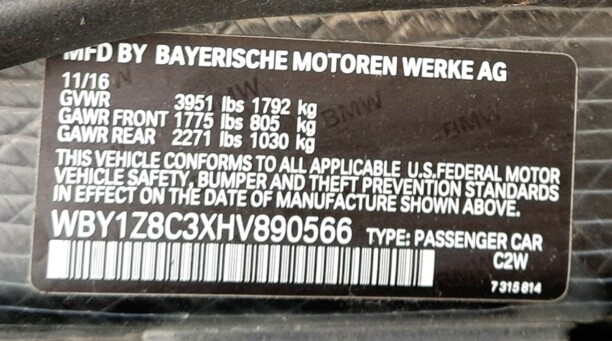 MFD BY BAYERISCHE MOTOREN WERKE AG
11/16
GVWR 3951 lbs 1792 kg
GAWR FRONT 1775 lbs 805 kg
GAWR REAR 2271 lbs 1030 kg
THIS VEHICLE CONFORMS TO ALL APPLICABLE U.S.FEDERAL MOTOR
VEHICLE SAFETY, BUMPER AND THEFT PREVENTION STANDARDS
IN EFFECT ON THE DATE OF MANUFACTURE SHOWN ABOVE.
WBY1Z8C3XHV890566 TYPE: PASSENGER CAR
C2W
7 315 814
BMW
BMW